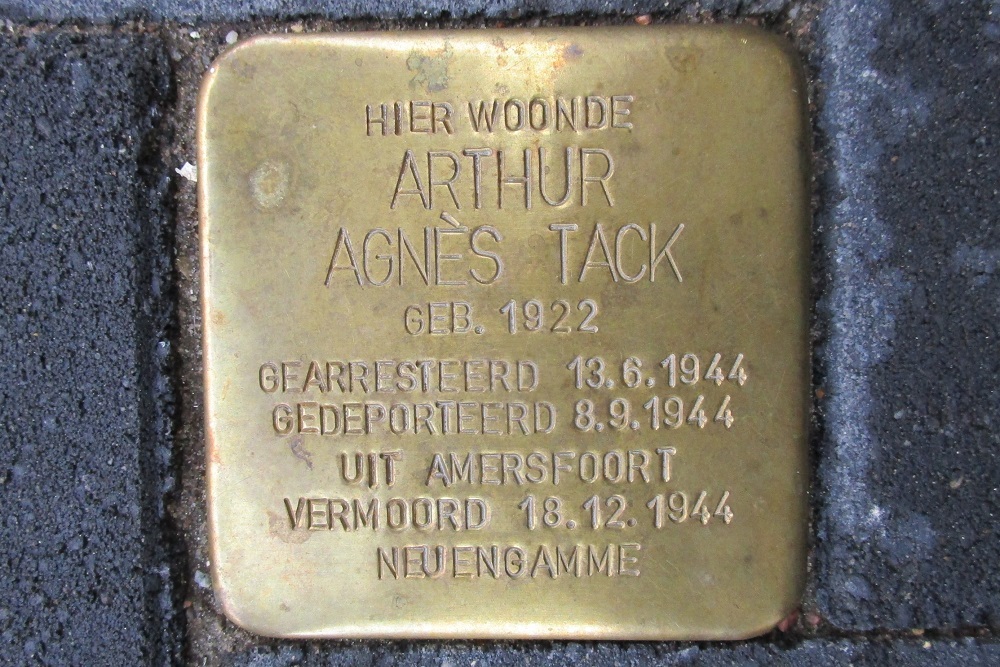 HIER WOONDE
ARTHUR
AGNÈS TACK
GEB. 1922
GEARRESTEERD 13.6.1944
GEDEPORTEERD 8.9.1944
UIT AMERSFOORT
VERMOORD 18.12.1944
NEUENGAMME